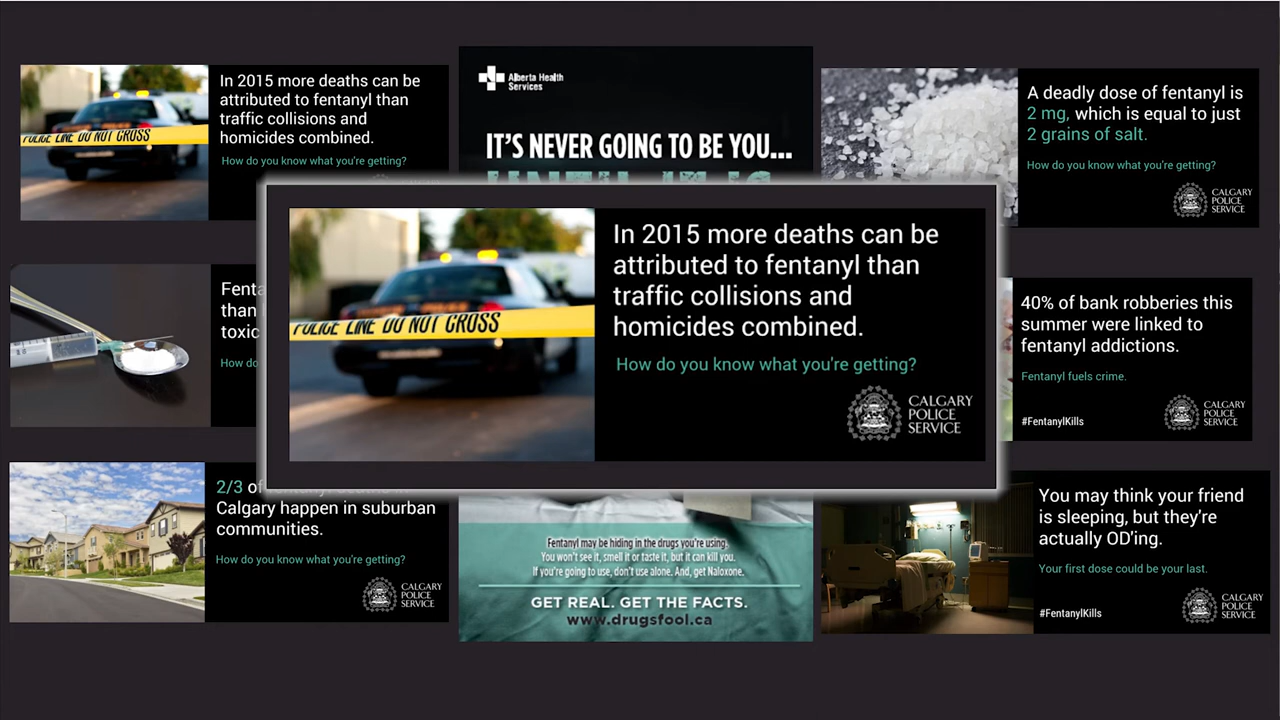 In 2015 more deaths can be
attributed to fentanyl than
traffic collisions and
homicides combined.
How do you know what you're getting?
POLICE LINE DO NOT CROSS
Alberta Health
Services
IT'S NEVER GOING TO BE YOU...
A deadly dose of fentanyl is
2 mg, which is equal to just
2 grains of salt.
How do you know what you're getting?
CALGARY
POLICE
SERVICE
In 2015 more deaths can be
attributed to fentanyl than
traffic collisions and
homicides combined.
How do you know what you're getting?
POLICE LINE DO NOT CROSS
CALGARY
POLICE
SERVICE
than
toxic
How do
40% of bank robberies this
summer were linked to
fentanyl addictions.
Fentanyl fuels crime.
#FentanylKills
CALGARY
POLICE
SERVICE
2/3 of
Calgary happen in suburban
communities.
How do you know what you're getting?
CALGARY
POLICE
SERVICE
Fentanyl may be hiding in the drugs you're using.
You won't see it, smell it or taste it, but it can kill you.
If you're going to use, don't use alone. And, get Naloxone.
GET REAL. GET THE FACTS.
www.drugsfool.ca
You may think your friend
is sleeping, but they're
actually OD'ing.
Your first dose could be your last.
#FentanylKills
CALGARY
POLICE
SERVICE